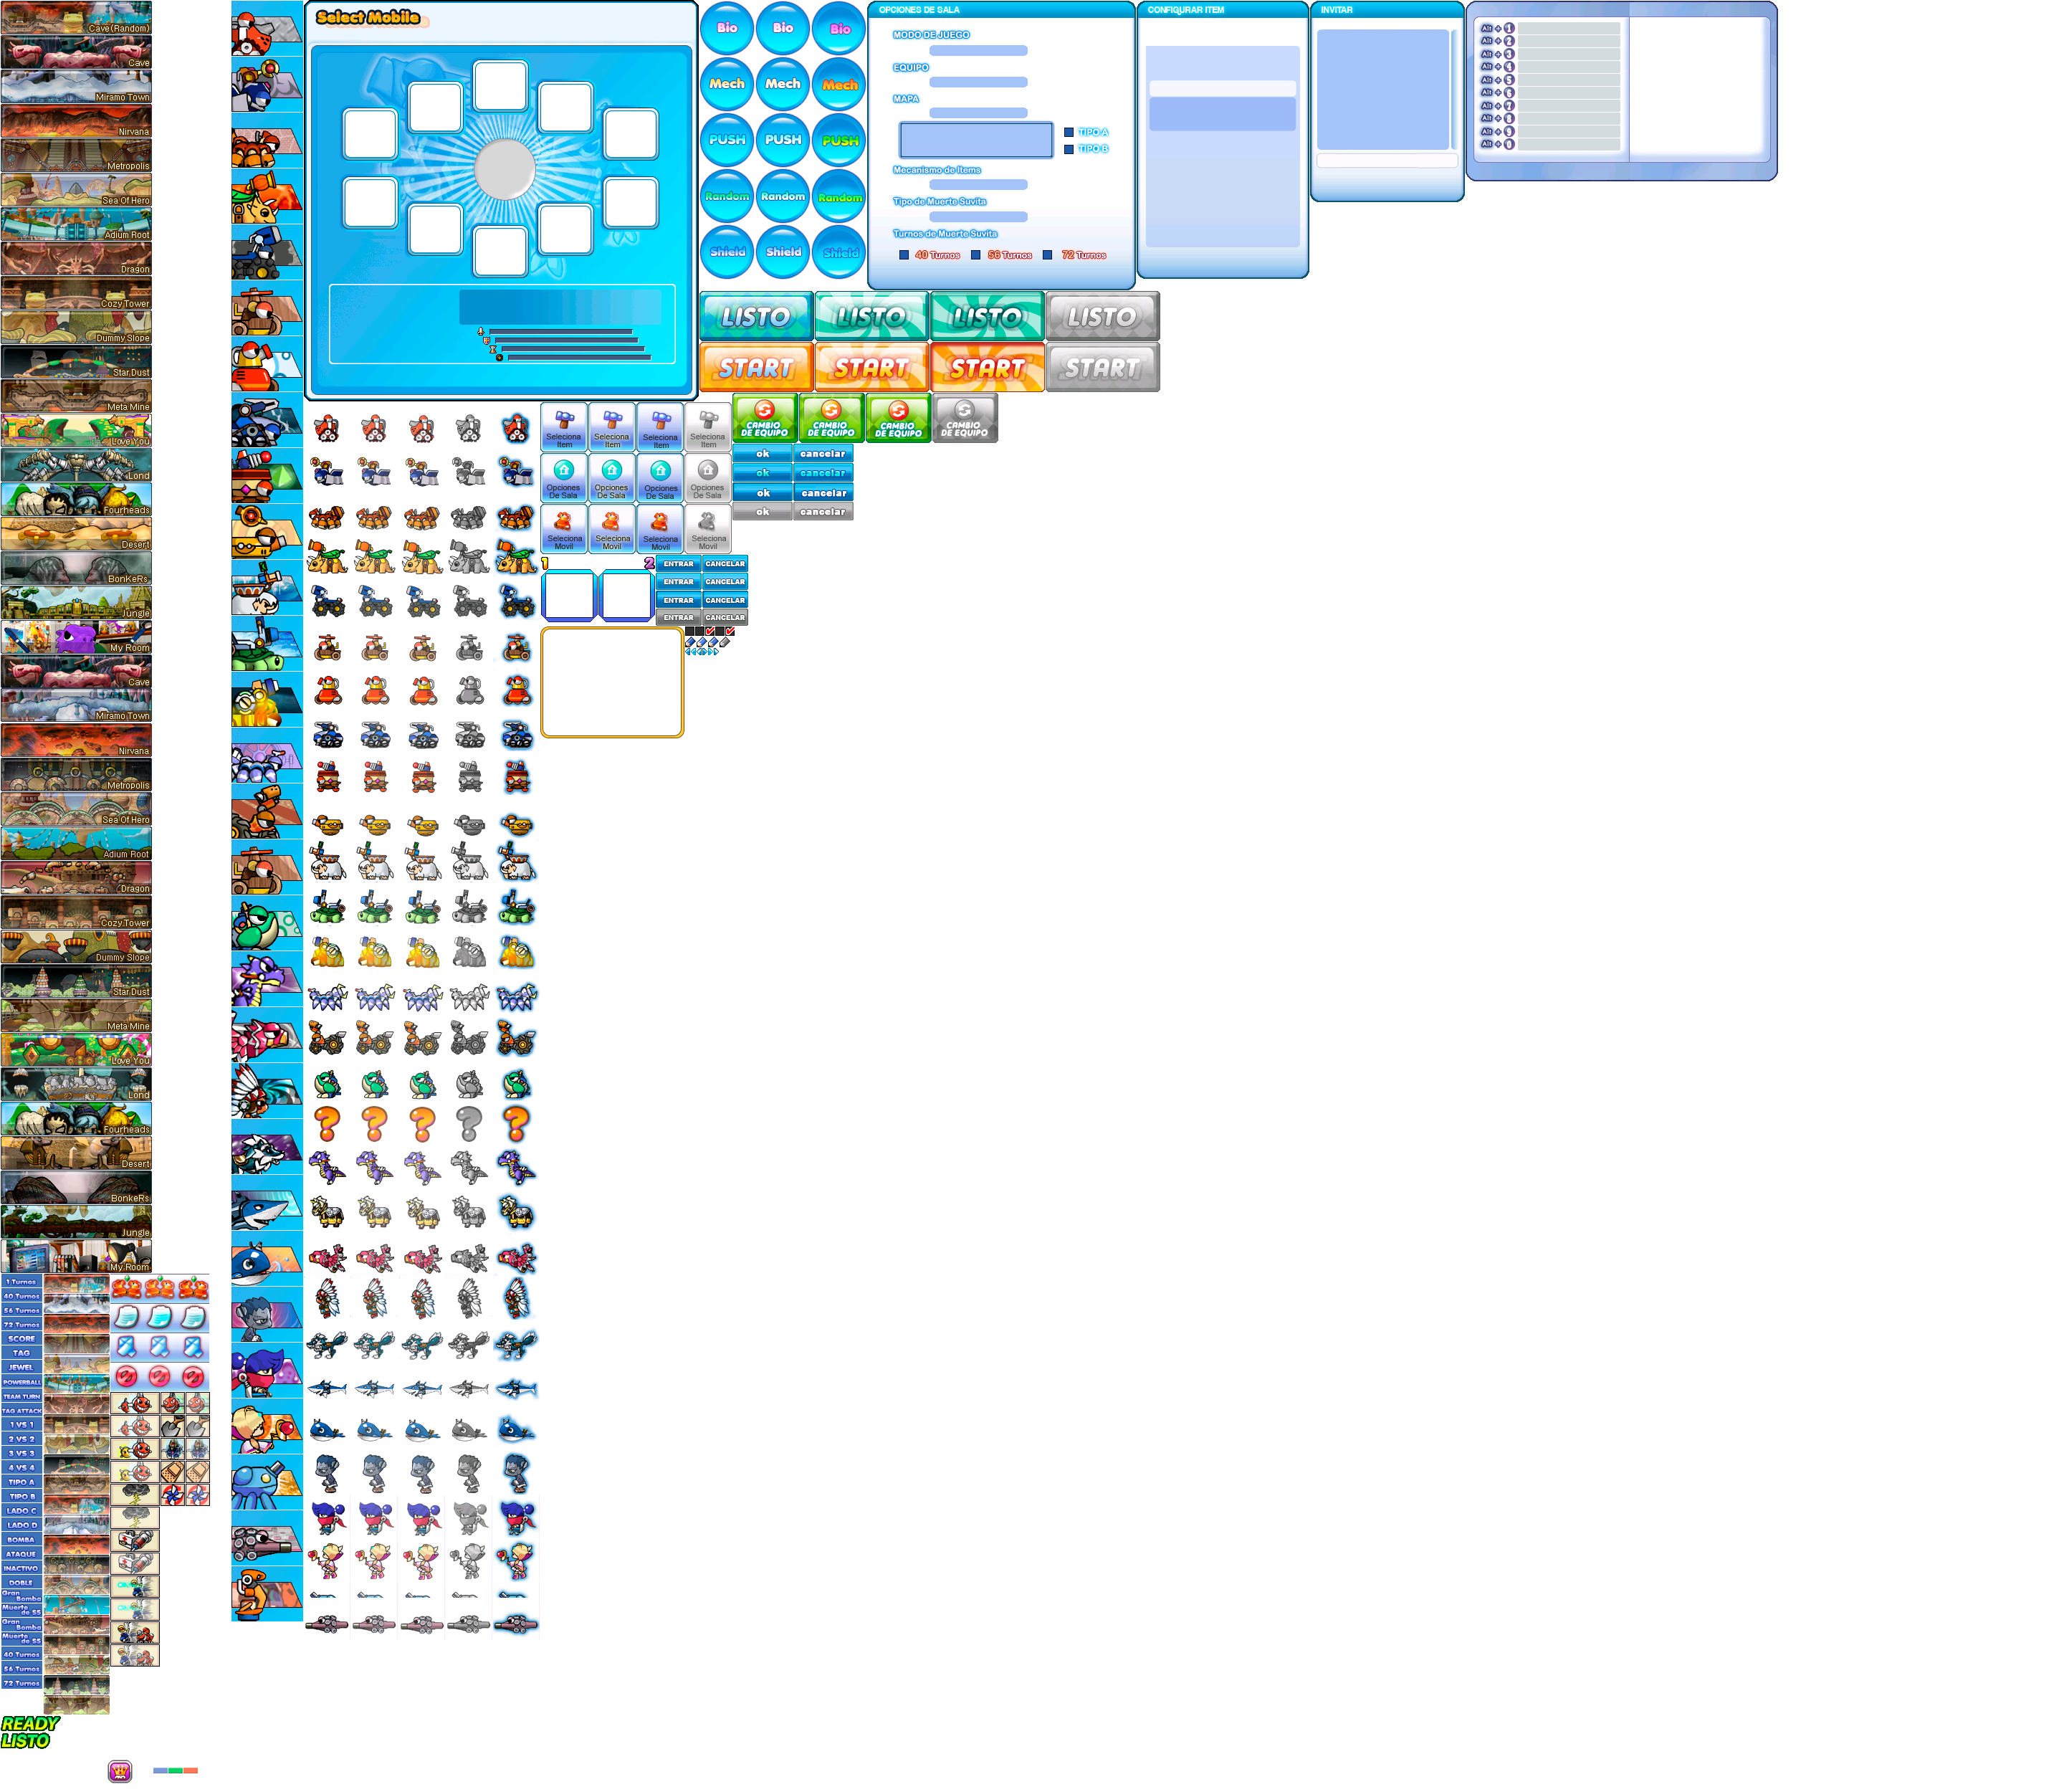 Cave(Random)
Cave
Miramo Town
Nirvana
Metropolis
Sea Of Hero
Adium Root
Dragon
Cozy Tower
Dummy Slope
Star Dust
Meta Mine
Love You
Lond
Fourheads
Desert
BonKeRs
Jungle
My Room
Cave
Miramo Town
Nirvana
Metropolis
Sea Of Hero
Adium Root
Dragon
Cozy Tower
Dummy Slope
Star Dust
Meta Mine
Love You
Lond
Fourheads
Desert
BonkeRs
Jungle
My Room
1 Turnos
40 Turnos
56 Turnos
72 Turnos
SCORE
TAG
JEWEL
POWERBALL
TEAM TURN
TAG ATTACK
1 VS 1
2 VS 2
3 VS 3
4 VS 4
TIPO A
TIPO B
LADO C
LADO D
BOMBA
ATAQUE
INACTIVO
DOBLE
Gran
Bomba
Muerte
de SS
Gran
Bomba
Muerte
de SS
40 Turnos
56 Turnos
72 Turnos
READY
LISTO
Select Mobile
Bio Bio Bio
Mech Mech Mech
PUSH PUSH PUSH
Random Random Random
Shield Shield Shield
OPCIONES DE SALA
MODO DE JUEGO
EQUIPO
MAPA
TIPO A
TIPO B
Mecanismo de Items
Tipo de Muerte Suvita
Turnos de Muerte Suvita
40 Turnos 56 Turnos 72 Turnos
CONFIQURAR ITEM
INVITAR
Alt + 1
Alt + 2
Alt + 3
Alt + 4
Alt + 5
Alt + 6
Alt + 7
Alt + 8
Alt + 9
Alt + 0
LISTO LISTO LISTO LISTO
START START START START
Seleciona Seleciona Seleciona Seleciona
Item Item Item Item
Opciones Opciones Opciones Opciones
De Sala De Sala De Sala De Sala
Seleciona Seleciona Seleciona Seleciona
Movil Movil Movil Movil
CAMBIO CAMBIO CAMBIO CAMBIO
DE EQUIPO DE EQUIPO DE EQUIPO DE EQUIPO
ok cancelar
ok cancelar
ok cancelar
ok cancelar
1 2
ENTRAR CANCELAR
ENTRAR CANCELAR
ENTRAR CANCELAR
ENTRAR CANCELAR